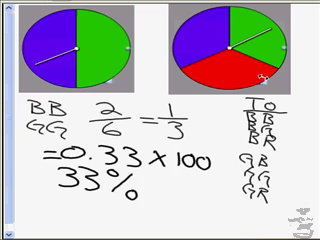 BB
GG
2/6 = 1/3
= 0.33 x 100
33%
TO
BB
BG
BR
GB
GG
GR